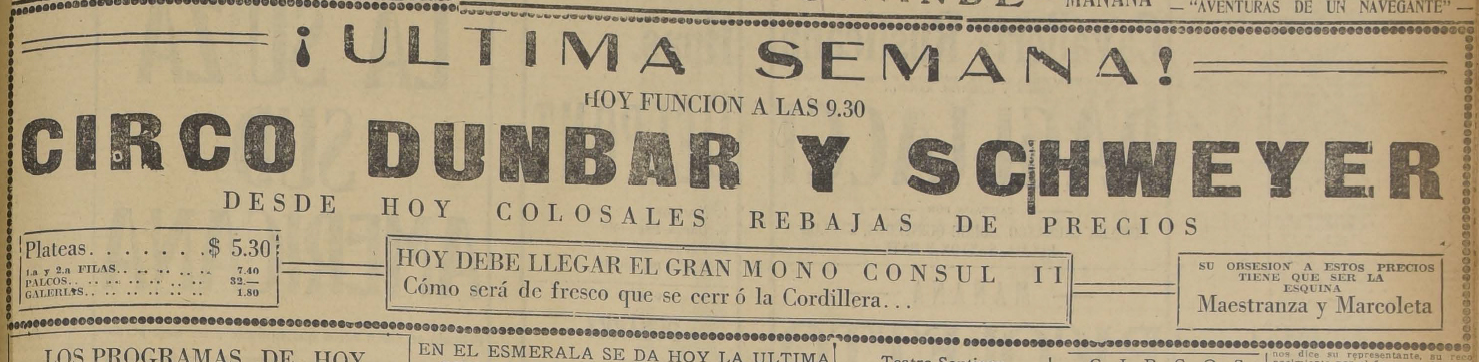 MAÑANA — "AVENTURAS DE UN NAVEGANTE" —
¡ULTIMA SEMANA!
HOY FUNCION A LAS 9.30
CIRCO DUNBAR Y SCHWEYER
DESDE HOY COLOSALES REBAJAS DE PRECIOS
Plateas. . . . . . . .$ 5.30
1.a y 2.a FILAS.. .. .. .. .. 7.40
PALCOS.. .. .. .. .. .. .. 32.—
GALERIAS.. .. .. .. .. .. 1.80
HOY DEBE LLEGAR EL GRAN MONO CONSUL II
Cómo será de fresco que se cerr ó la Cordillera...
SU OBSESION A ESTOS PRECIOS
TIENE QUE SER LA
ESQUINA
Maestranza y Marcoleta
LOS PROGRAMAS DE HOY
EN EL ESMERALA SE DA HOY LA ULTIMA
nos dice su representante, su